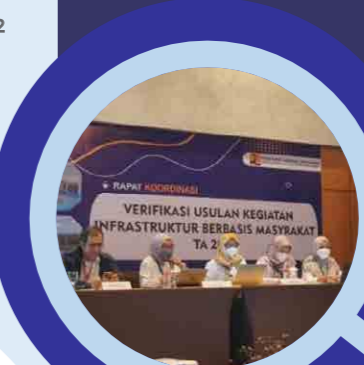 2
RAPAT KOORDINASI
VERIFIKASI USULAN KEGIATAN
INFRASTRUKTUR BERBASIS MASYRAKAT
TA 2